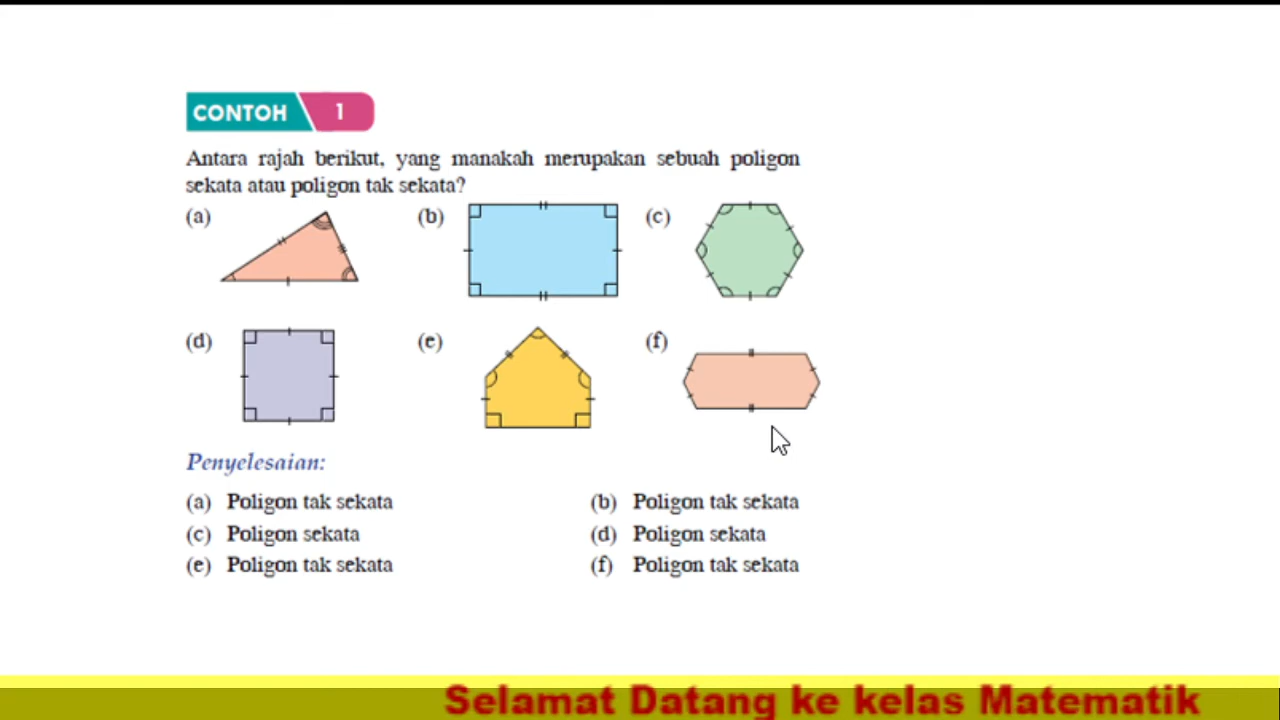 CONTOH 1
Antara rajah berikut, yang manakah merupakan sebuah poligon
sekata atau poligon tak sekata?
(a) (b) (c)
(d) (e) (f)
Penyelesaian:
(a) Poligon tak sekata (b) Poligon tak sekata
(c) Poligon sekata (d) Poligon sekata
(e) Poligon tak sekata (f) Poligon tak sekata
Selamat Datang ke kelas Matematik